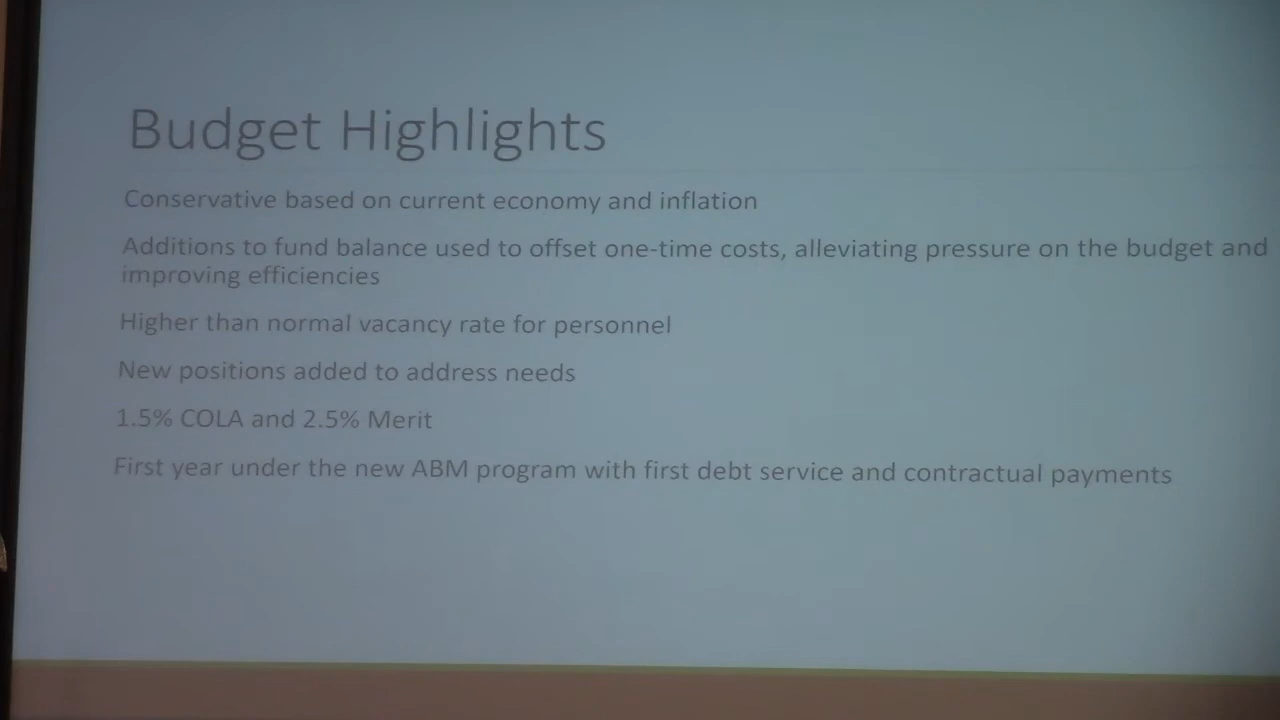 Budget Highlights
Conservative based on current economy and inflation
Additions to fund balance used to offset one-time costs, alleviating pressure on the budget and
improving efficiencies
Higher than normal vacancy rate for personnel
New positions added to address needs
1.5% COLA and 2.5% Merit
First year under the new ABM program with first debt service and contractual payments